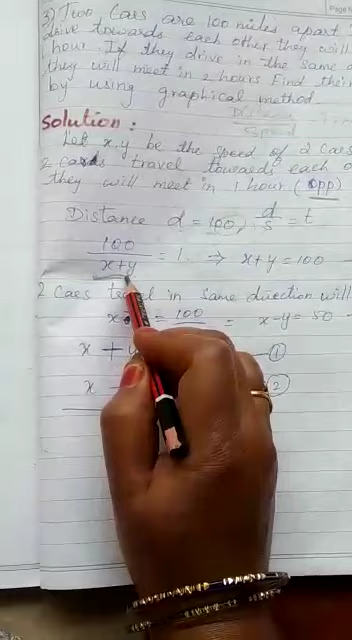 3) Two Cars are 100 miles apart
drive towards each other they will
1 hour. If they drive in the same
they will meet in 2 hours Find their
by using graphical method.
Solution:
Let x,y be the speed of 2 cars
2 cards travel towards each
they will meet in 1 hour (opp)
Distance d = 100, d/s = t
100/x+y = 1. ⇒ x+y = 100
2 Cars travel in same direction will
x = 100 = x-y = 50
x + y ①
x ②